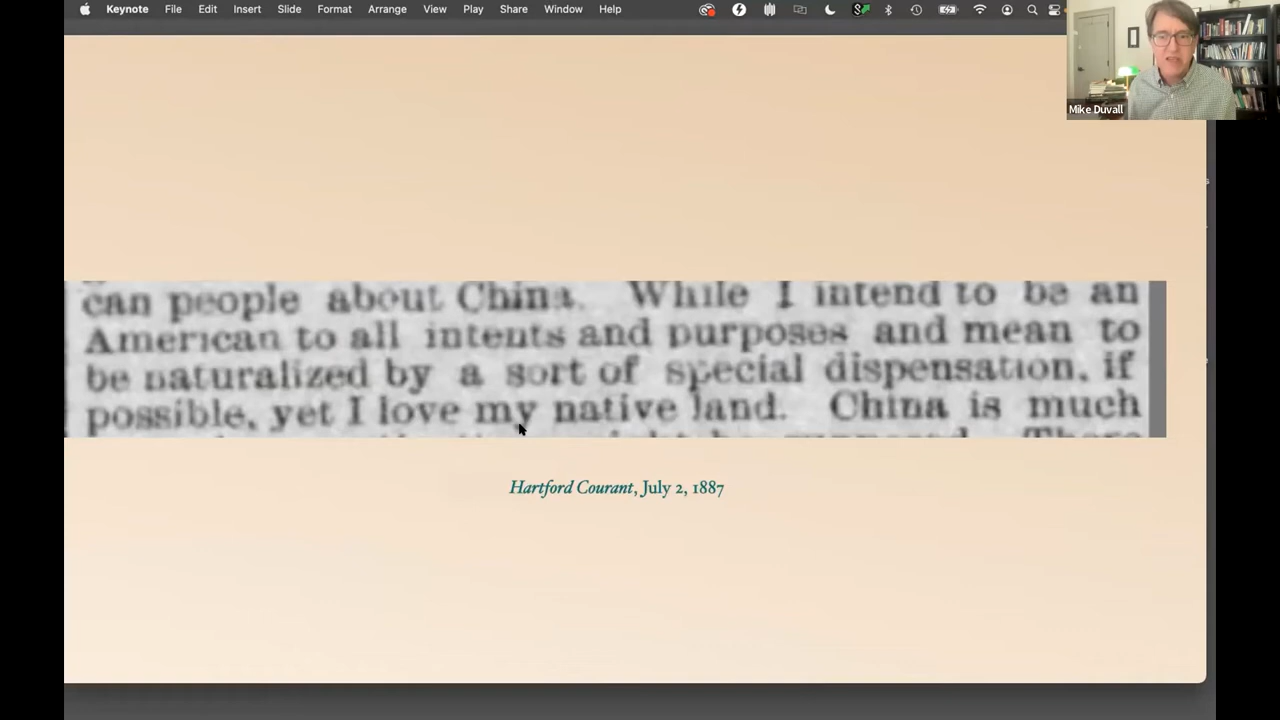 Keynote File Edit Insert Slide Format Arrange View Play Share Window Help
Mike Duvall
can people about China. While I intend to be an
American to all intents and purposes and mean to
be naturalized by a sort of special dispensation, if
possible, yet I love my native land. China is much
Hartford Courant, July 2, 1887